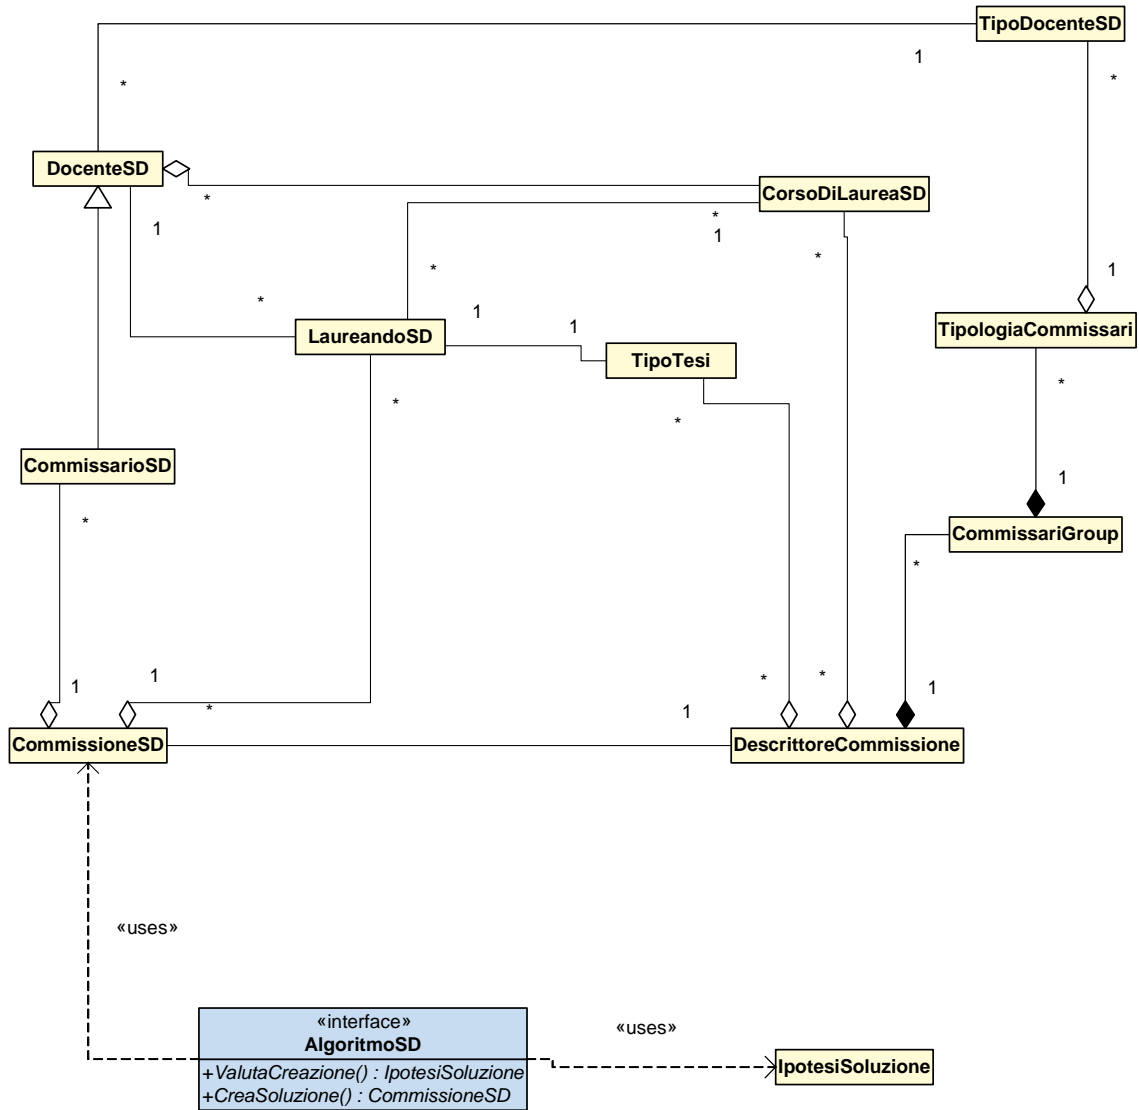 TipoDocenteSD
1
*
*
DocenteSD
*
CorsoDiLaureaSD
*
1
1
*
*
*
1
*
1
1
LaureandoSD
TipologiaCommissari
TipoTesi
*
*
*
CommissarioSD
1
*
CommissariGroup
*
1
1
*
*
1
*
1
CommissioneSD
DescrittoreCommissione
«uses»
«interface»
AlgoritmoSD
+ValutaCreazione() : IpotesiSoluzione
+CreaSoluzione() : CommissioneSD
«uses»
IpotesiSoluzione